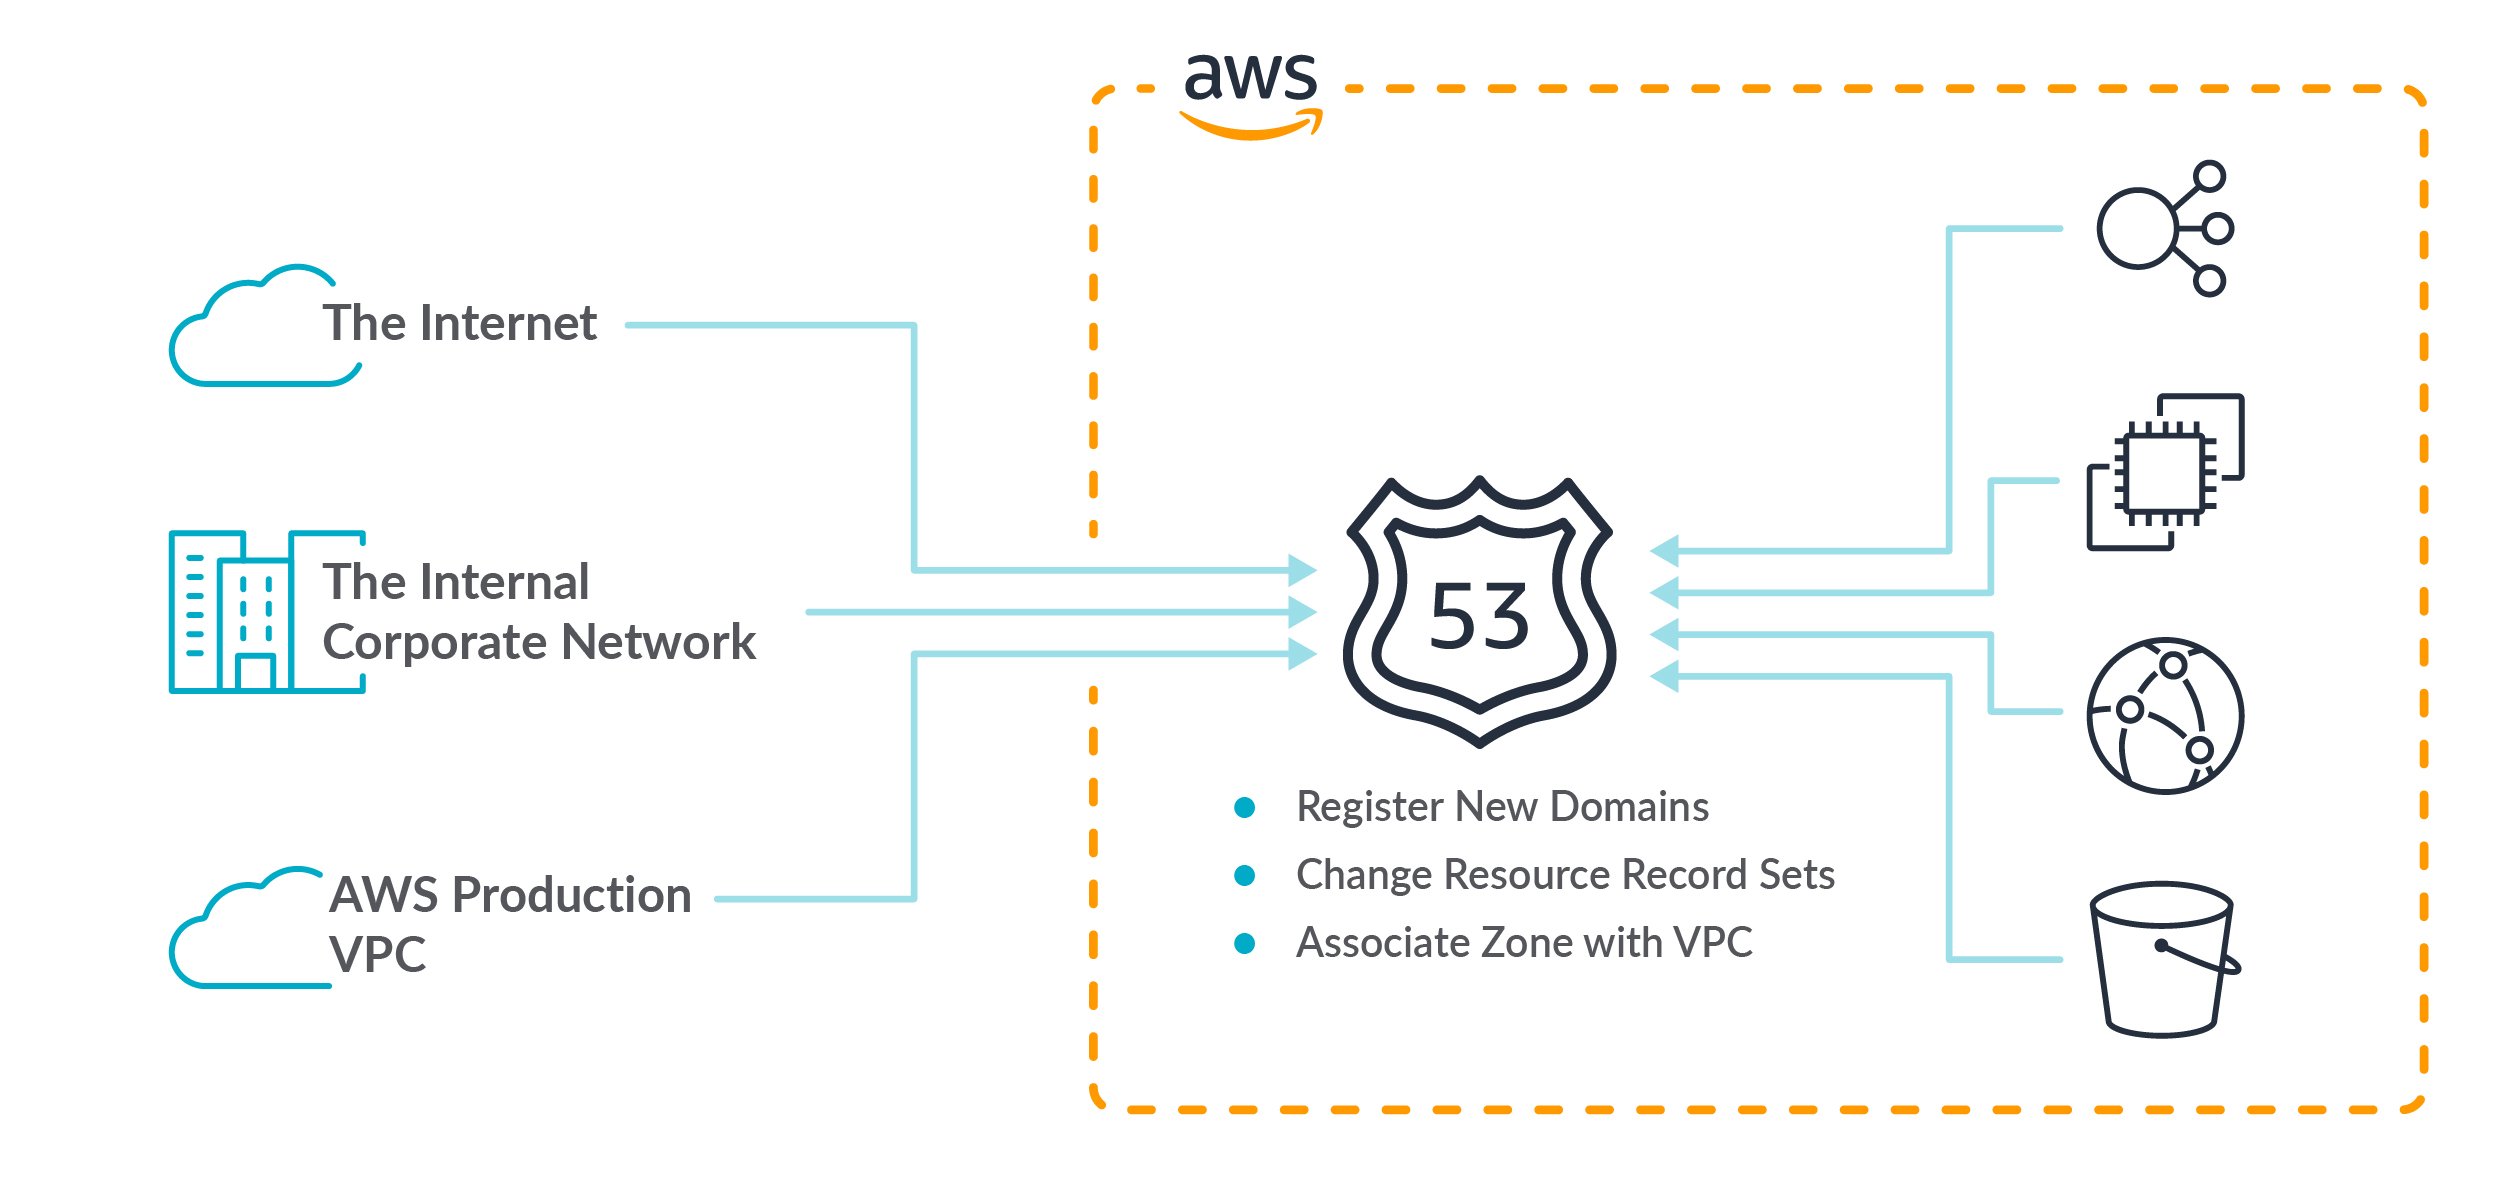 aws
The Internet
The Internal
Corporate Network
AWS Production
VPC
53
Register New Domains
Change Resource Record Sets
Associate Zone with VPC